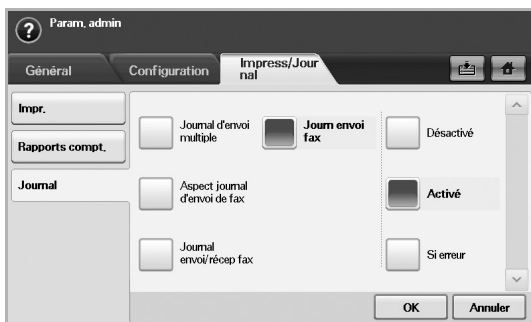 Param. admin
Général
Configuration
Impress/Jour
nal
Impr.
Rapports compt.
Journal
Journal d'envoi
multiple
Journ envoi
fax
Désactivé
Aspect journal
d'envoi de fax
Activé
Journal
envoi/récep fax
Si erreur
OK
Annuler